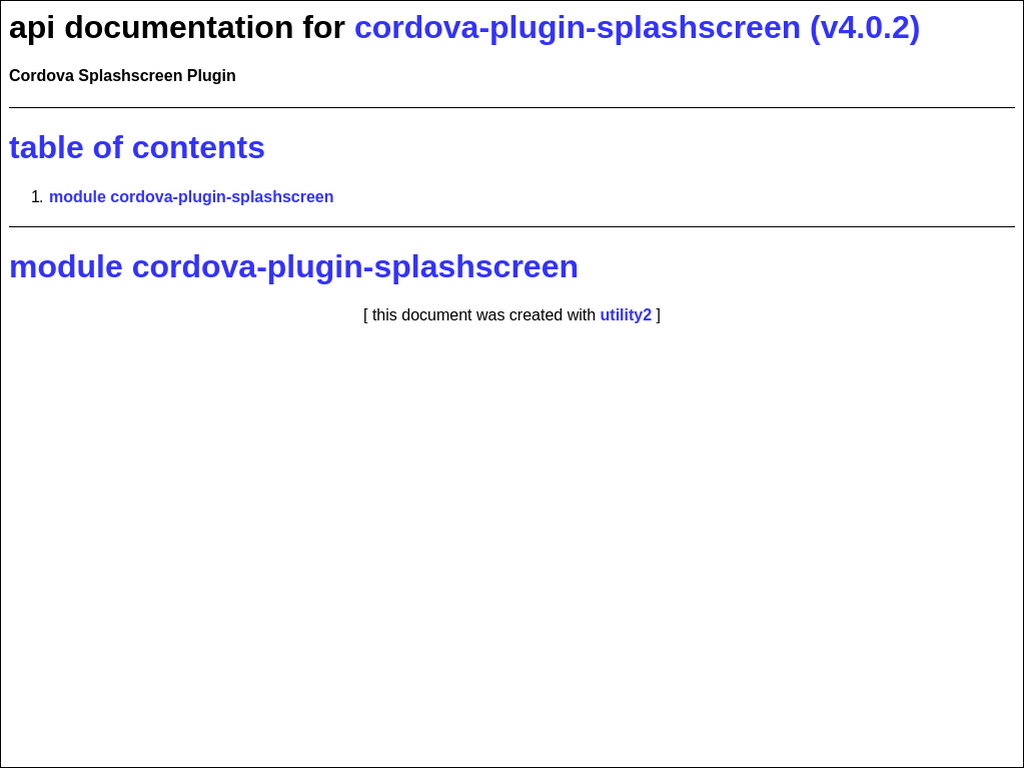 api documentation for cordova-plugin-splashscreen (v4.0.2)
Cordova Splashscreen Plugin
table of contents
1. module cordova-plugin-splashscreen
module cordova-plugin-splashscreen
[ this document was created with utility2 ]